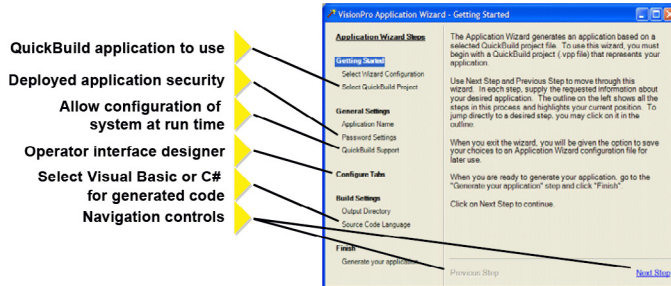 QuickBuild application to use
Deployed application security
Allow configuration of
system at run time
Operator interface designer
Select Visual Basic or C#
for generated code
Navigation controls
VisionPro Application Wizard - Getting Started
Application Wizard Steps
Getting Started
Select Wizard Configuration
Select QuickBuild Project
General Settings
Application Name
Password Settings
QuickBuild Support
Configure Tabs
Build Settings
Output Directory
Source Code Language
Finish
Generate your application
The Application Wizard generates an application based on a
selected QuickBuild project file. To use this wizard, you must
begin with a QuickBuild project (.vpp file) that represents your
application.
Use Next Step and Previous Step to move through this
wizard. In each step, supply the requested information about
your desired application. The outline on the left shows all the
steps in this process and highlights your current position. To
jump directly to a desired step, you may click on it in the
outline.
When you exit the wizard, you will be given the option to save
your choices to an Application Wizard configuration file for
later use.
When you are ready to generate your application, go to the
"Generate your application" step and click "Finish".
Click on Next Step to continue.
Previous Step
Next Step